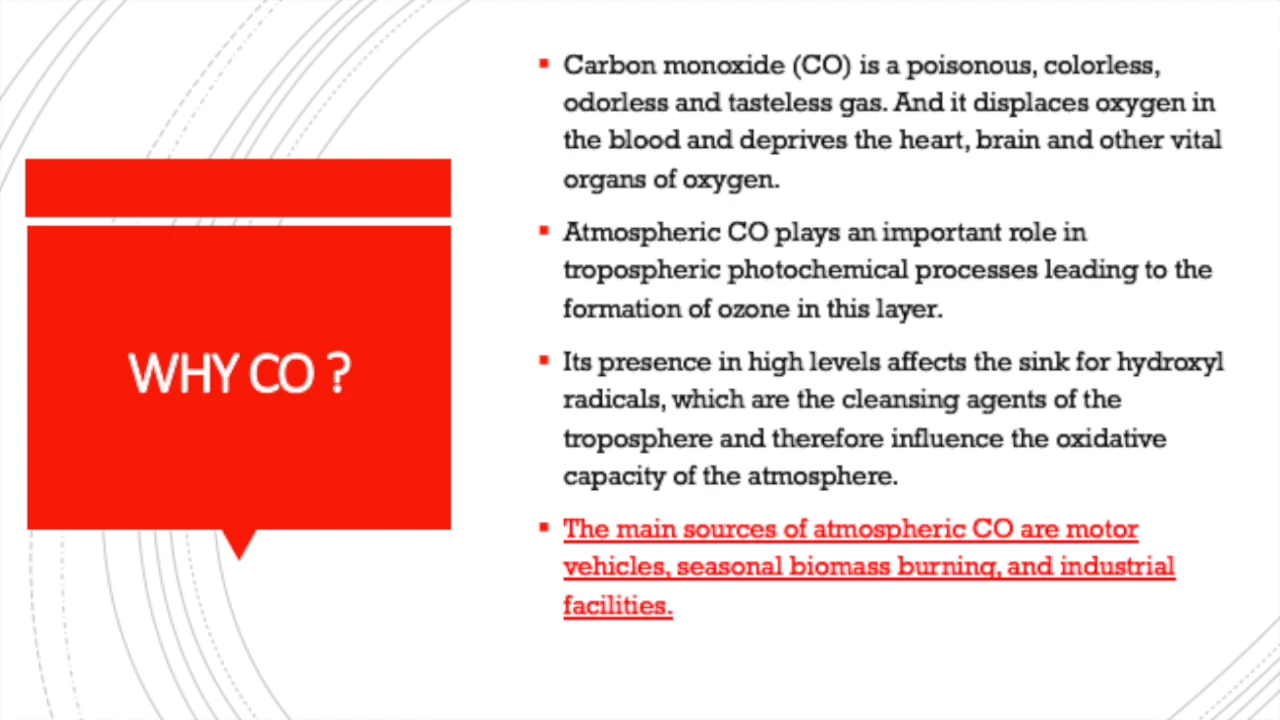 WHY CO ?
Carbon monoxide (CO) is a poisonous, colorless,
odorless and tasteless gas. And it displaces oxygen in
the blood and deprives the heart, brain and other vital
organs of oxygen.
Atmospheric CO plays an important role in
tropospheric photochemical processes leading to the
formation of ozone in this layer.
Its presence in high levels affects the sink for hydroxyl
radicals, which are the cleansing agents of the
troposphere and therefore influence the oxidative
capacity of the atmosphere.
The main sources of atmospheric CO are motor
vehicles, seasonal biomass burning, and industrial
facilities.